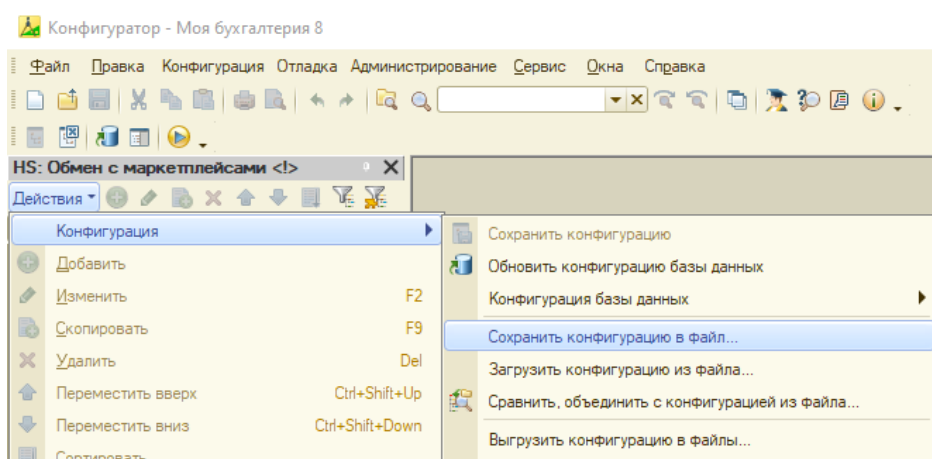 Конфигуратор - Моя бухгалтерия 8
Файл Правка Конфигурация Отладка Администрирование Сервис Окна Справка
HS: Обмен с маркетплейсами <!>
Действия
Конфигурация
Добавить
Изменить F2
Скопировать F9
Удалить Del
Переместить вверх Ctrl+Shift+Up
Переместить вниз Ctrl+Shift+Down
Сортировать
Сохранить конфигурацию
Обновить конфигурацию базы данных
Конфигурация базы данных
Сохранить конфигурацию в файл...
Загрузить конфигурацию из файла...
Сравнить, объединить с конфигурацией из файла...
Выгрузить конфигурацию в файлы...